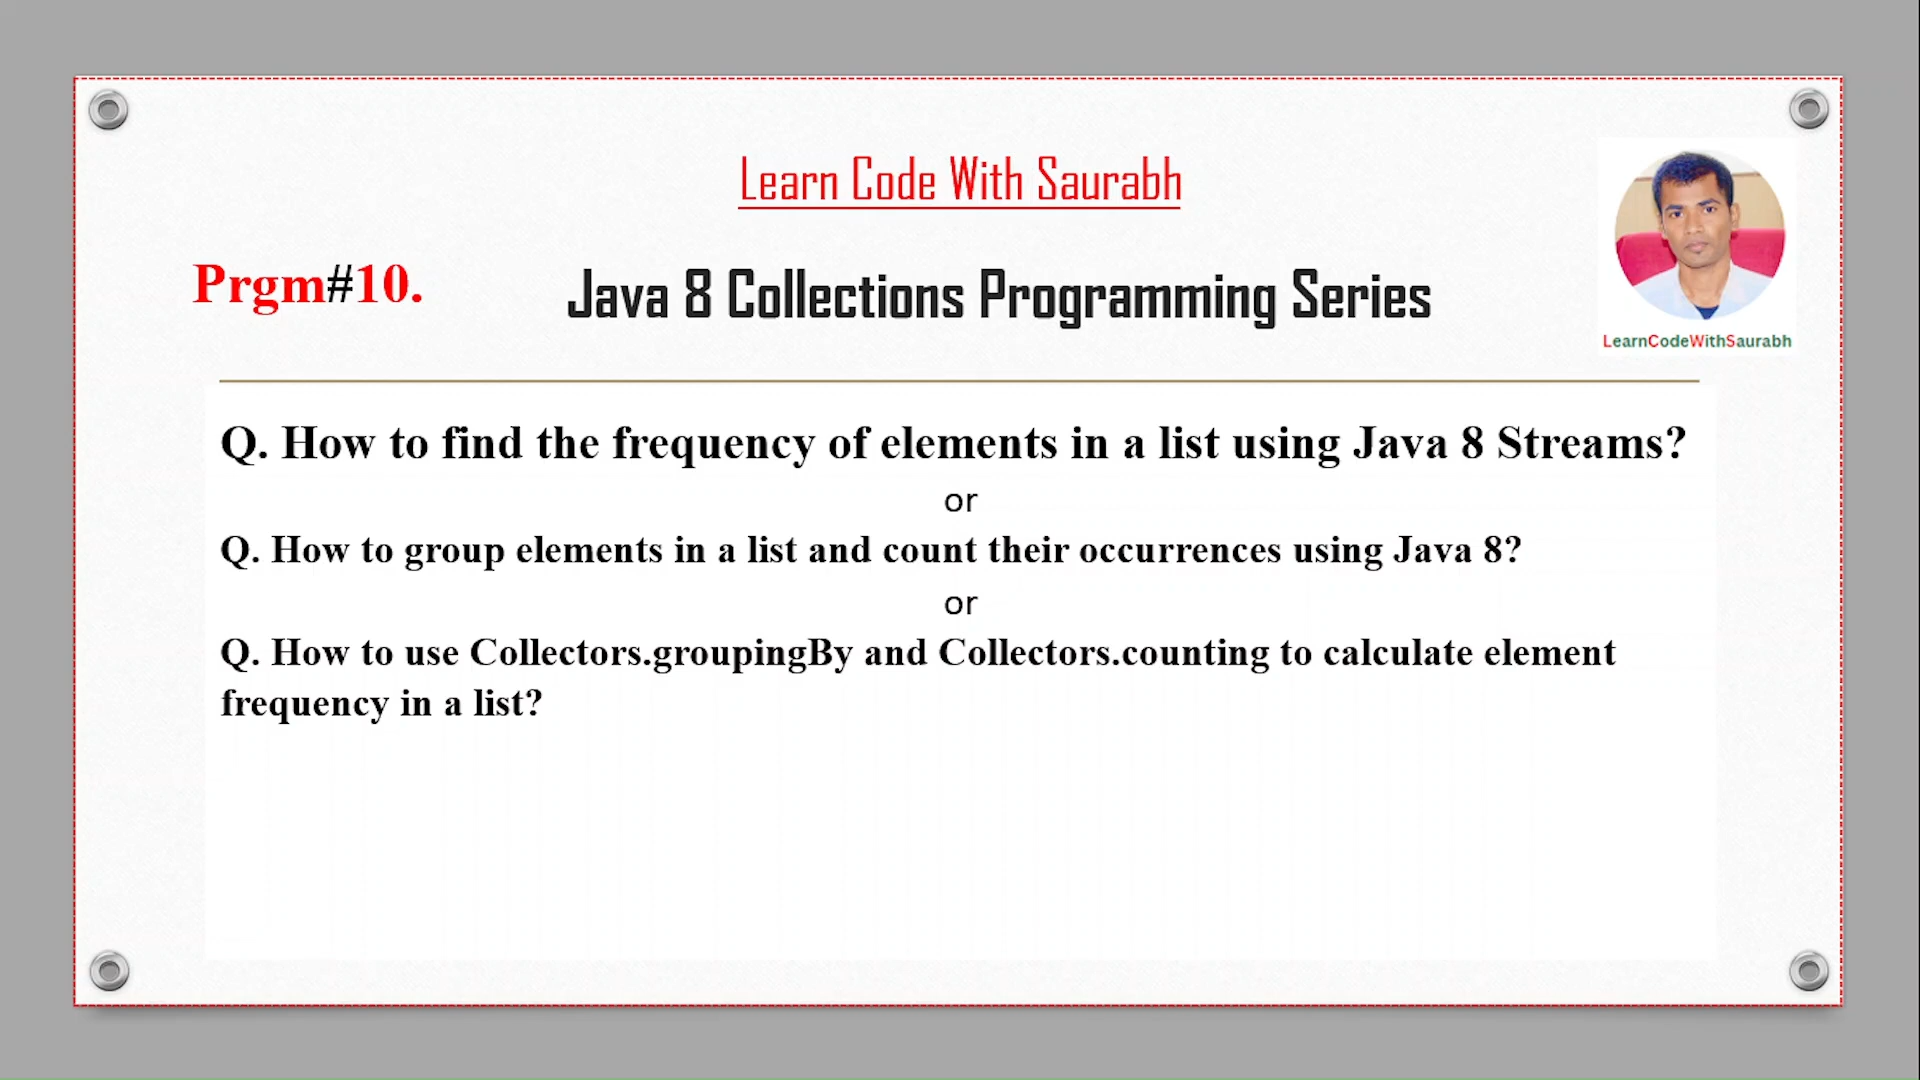 Learn Code With Saurabh
Prgm#10.
Java 8 Collections Programming Series
LearnCodeWithSaurabh
Q. How to find the frequency of elements in a list using Java 8 Streams?
or
Q. How to group elements in a list and count their occurrences using Java 8?
or
Q. How to use Collectors.groupingBy and Collectors.counting to calculate element
frequency in a list?